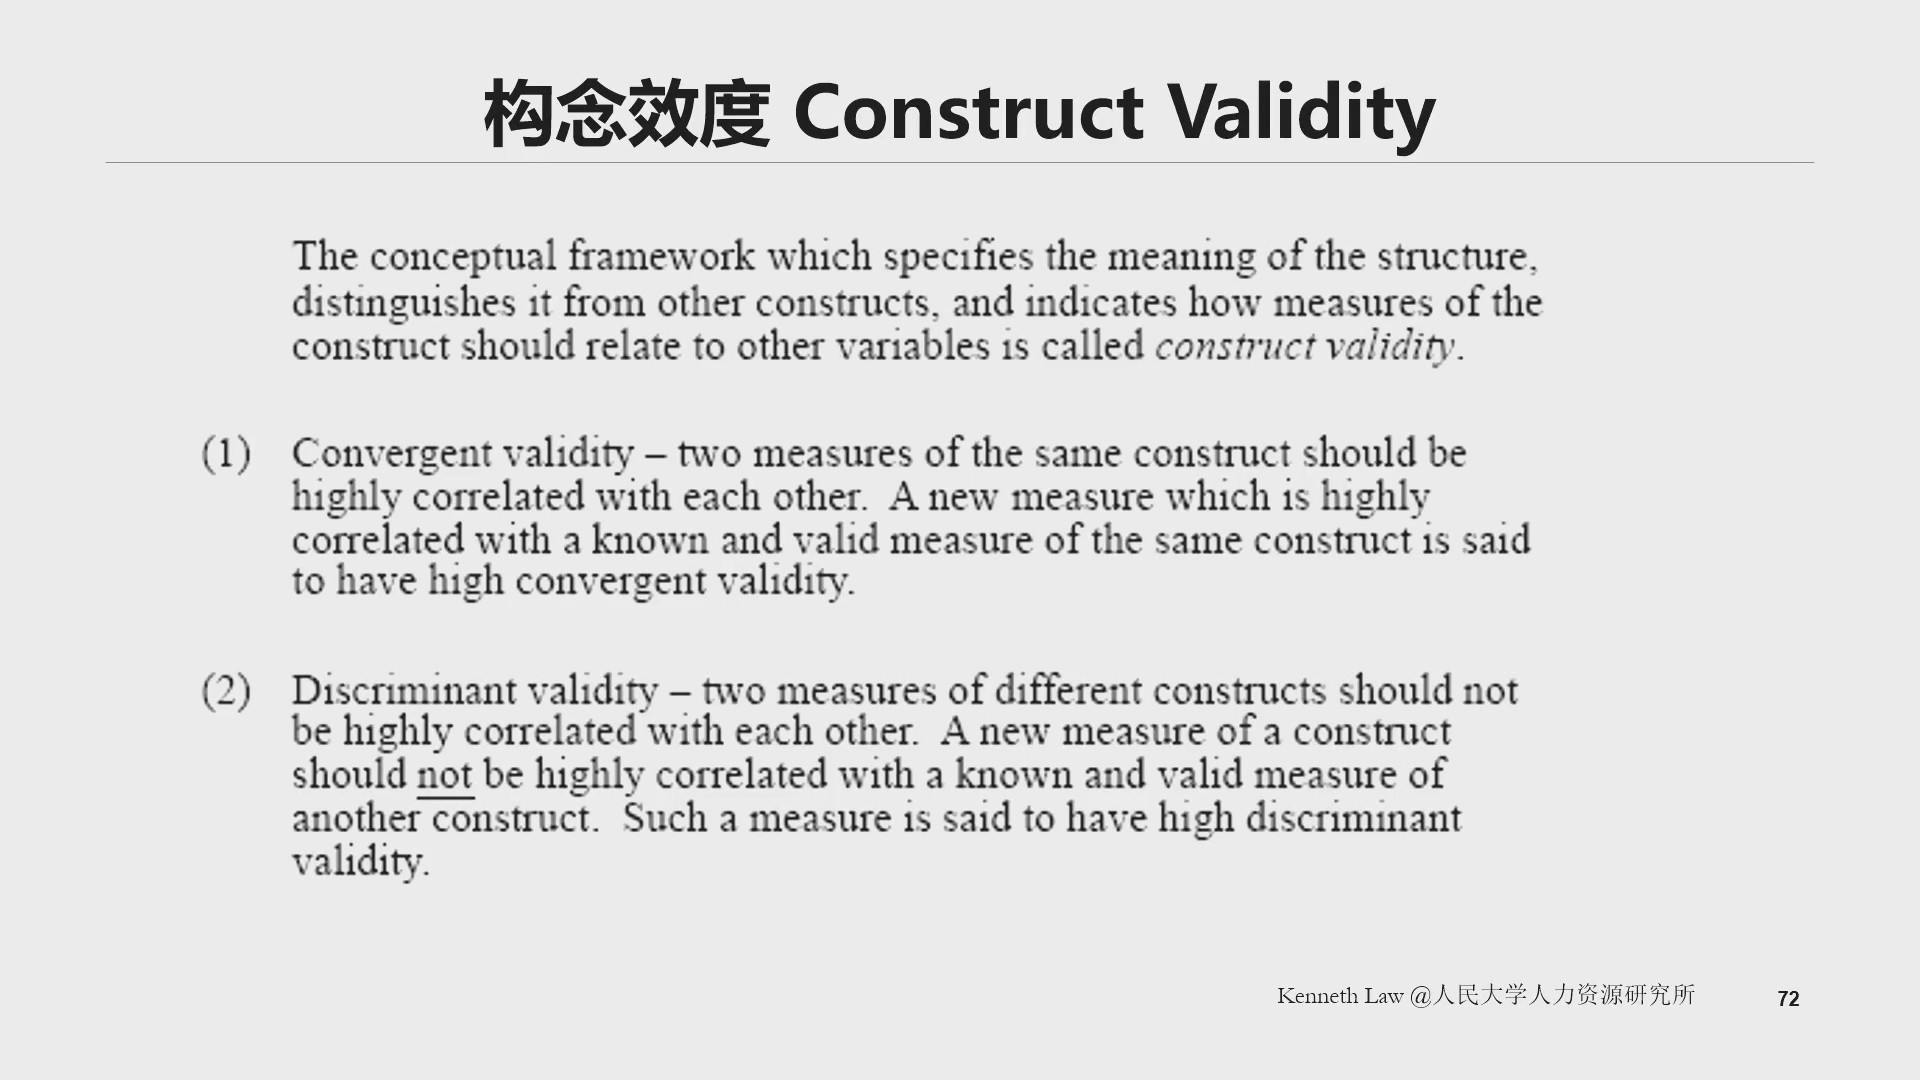 构念效度 Construct Validity
The conceptual framework which specifies the meaning of the structure,
distinguishes it from other constructs, and indicates how measures of the
construct should relate to other variables is called construct validity.
(1) Convergent validity – two measures of the same construct should be
highly correlated with each other. A new measure which is highly
correlated with a known and valid measure of the same construct is said
to have high convergent validity.
(2) Discriminant validity – two measures of different constructs should not
be highly correlated with each other. A new measure of a construct
should not be highly correlated with a known and valid measure of
another construct. Such a measure is said to have high discriminant
validity.
Kenneth Law @人民大学人力资源研究所 72